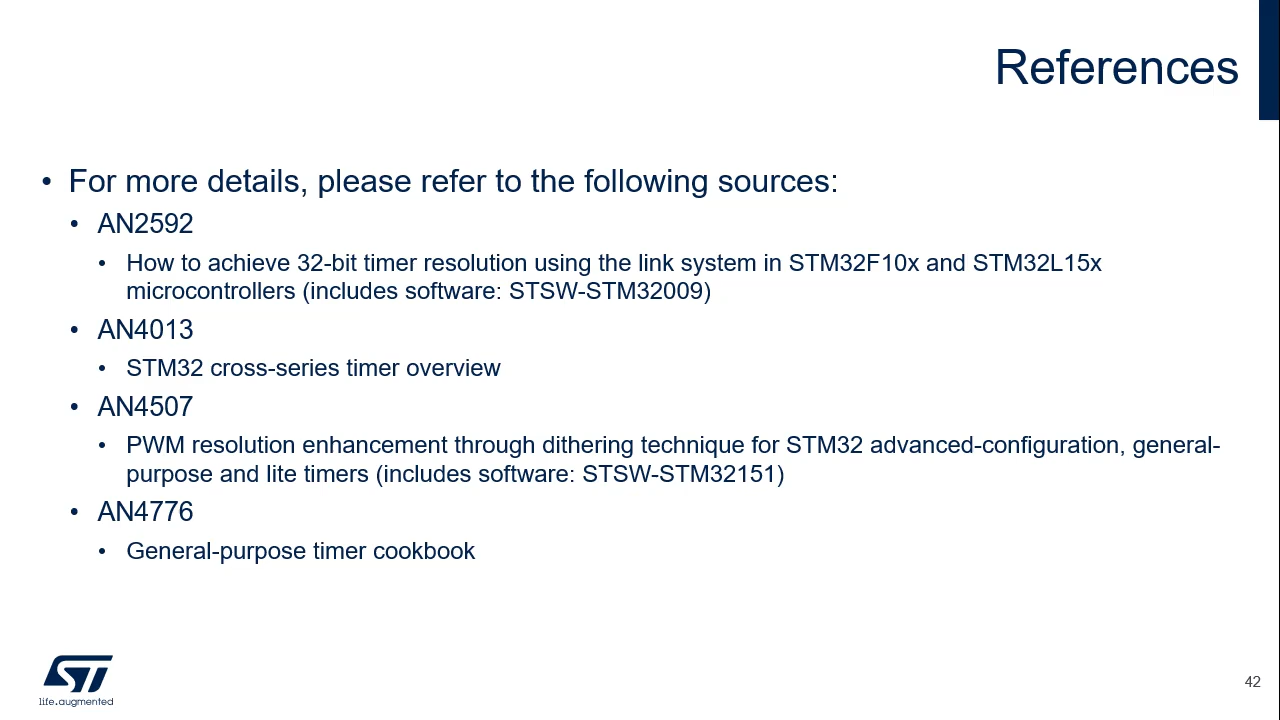 References
• For more details, please refer to the following sources:
• AN2592
• How to achieve 32-bit timer resolution using the link system in STM32F10x and STM32L15x
microcontrollers (includes software: STSW-STM32009)
• AN4013
• STM32 cross-series timer overview
• AN4507
• PWM resolution enhancement through dithering technique for STM32 advanced-configuration, general-
purpose and lite timers (includes software: STSW-STM32151)
• AN4776
• General-purpose timer cookbook
ST
life.augmented
42